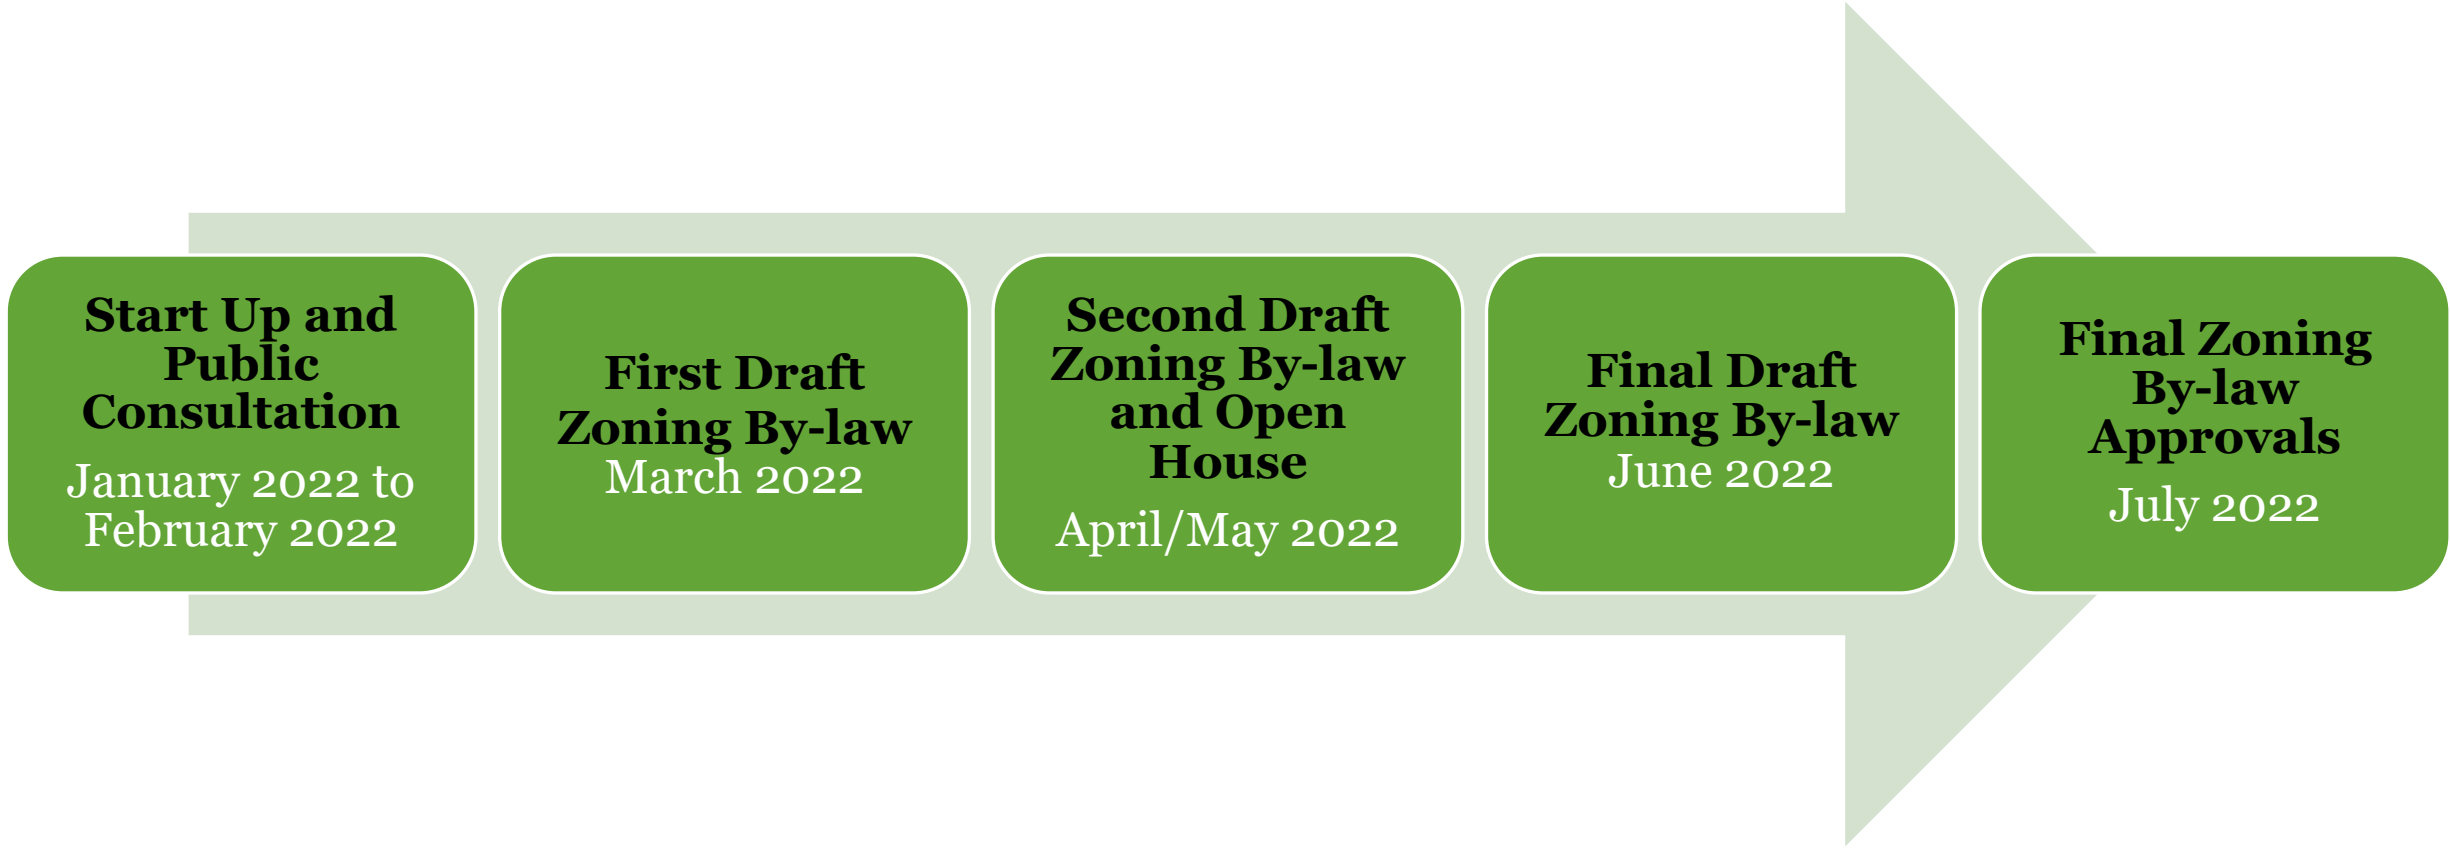 Start Up and
Public
Consultation
January 2022 to
February 2022
First Draft
Zoning By-law
March 2022
Second Draft
Zoning By-law
and Open
House
April/May 2022
Final Draft
Zoning By-law
June 2022
Final Zoning
By-law
Approvals
July 2022